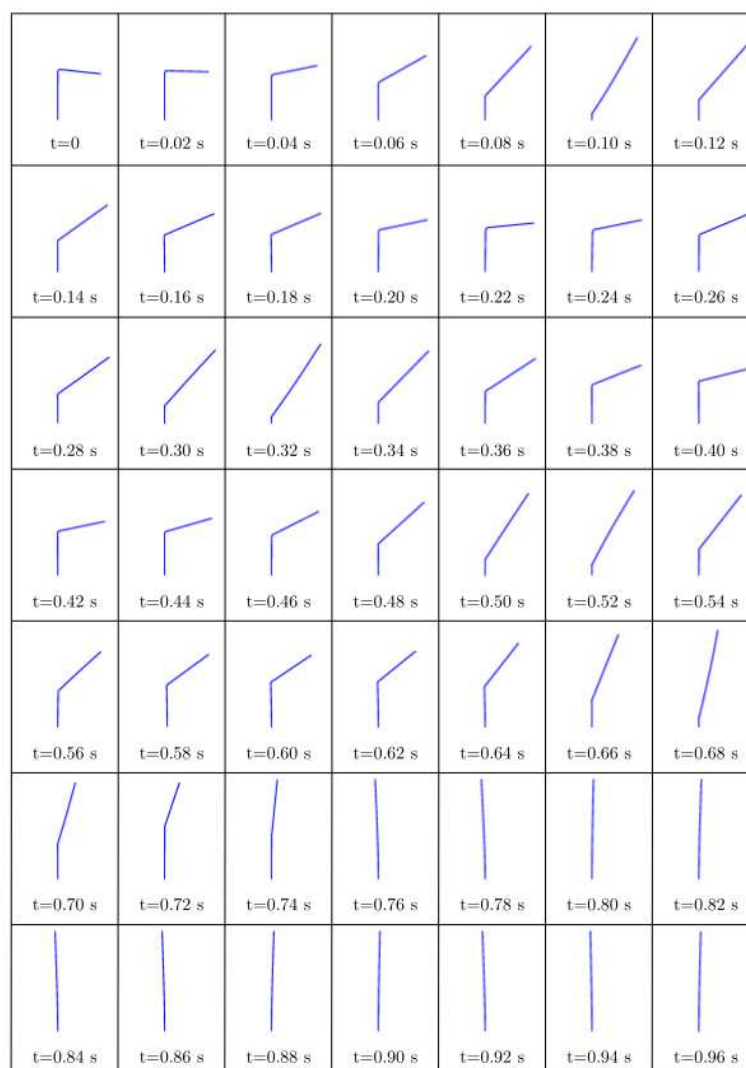 t=0 t=0.02 s t=0.04 s t=0.06 s t=0.08 s t=0.10 s t=0.12 s
t=0.14 s t=0.16 s t=0.18 s t=0.20 s t=0.22 s t=0.24 s t=0.26 s
t=0.28 s t=0.30 s t=0.32 s t=0.34 s t=0.36 s t=0.38 s t=0.40 s
t=0.42 s t=0.44 s t=0.46 s t=0.48 s t=0.50 s t=0.52 s t=0.54 s
t=0.56 s t=0.58 s t=0.60 s t=0.62 s t=0.64 s t=0.66 s t=0.68 s
t=0.70 s t=0.72 s t=0.74 s t=0.76 s t=0.78 s t=0.80 s t=0.82 s
t=0.84 s t=0.86 s t=0.88 s t=0.90 s t=0.92 s t=0.94 s t=0.96 s